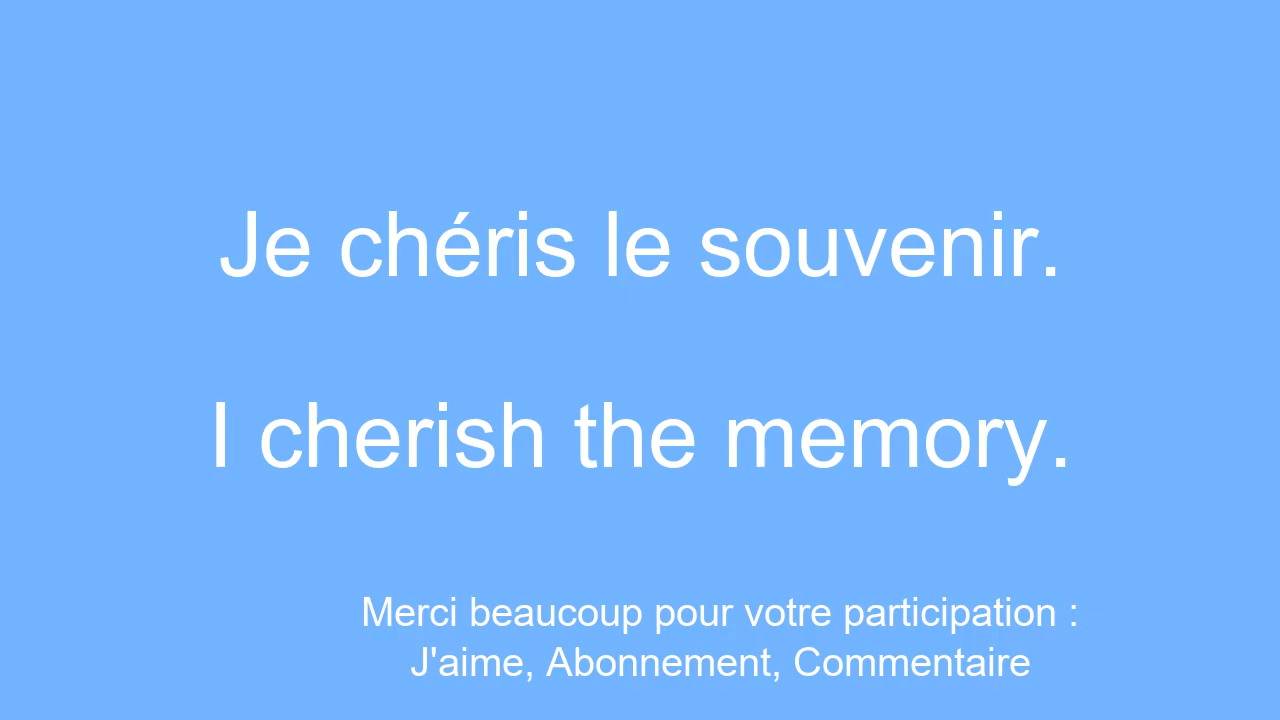 Je chéris le souvenir.
I cherish the memory.
Merci beaucoup pour votre participation :
J'aime, Abonnement, Commentaire